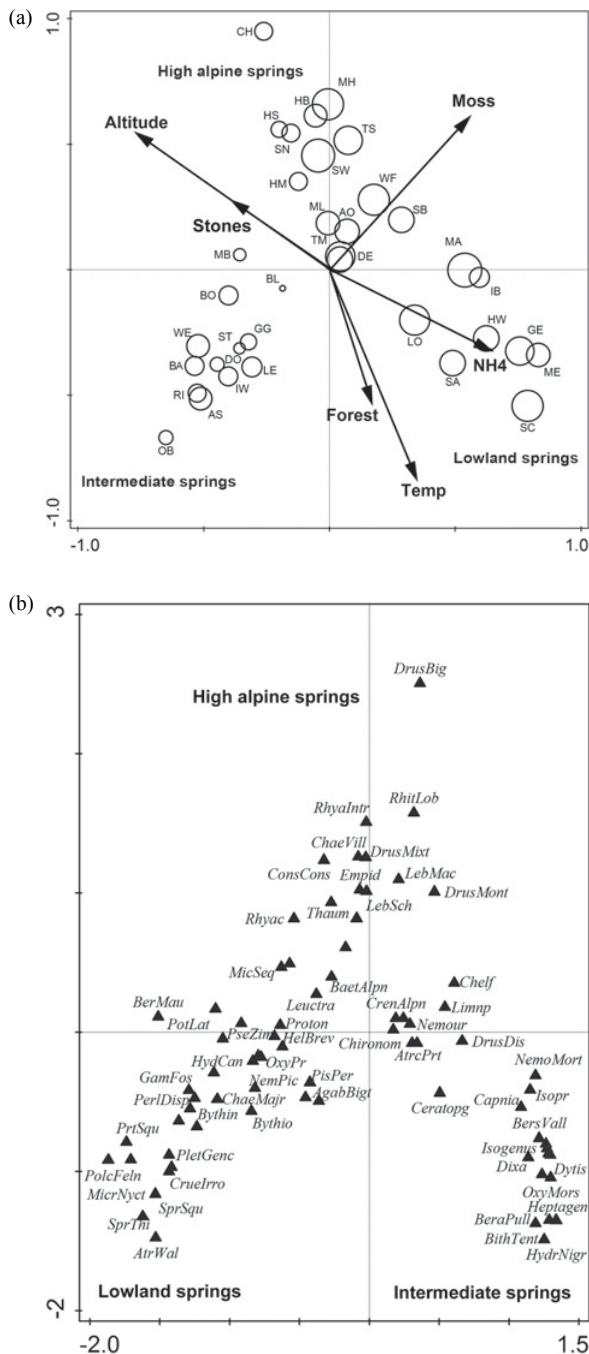 (a)
1.0
CH
High alpine springs
MH
HB
Moss
HS
TS
Altitude
SN
SW
HM
WF
ML
AO
SB
Stones
TM
DE
MA
MB
IB
BL
BO
HW
GE
WE
ST
GG
LO
BA
DO
LE
SA
NH4
ME
RI
IW
AS
Forest
SC
OB
Intermediate springs
Lowland springs
Temp
-1.0
-1.0
1.0
(b)
3
DrusBig
High alpine springs
RhitLob
RhyaIntr
ChaeVill
DrusMixt
ConsCons
Empid
LebMac
DrusMont
Thaum
LebSch
Rhyac
MicSeq
BaetAlpn
Chelf
Leuctra
CrenAlpn
Limnp
BerMau
PotLat
Proton
Nemour
PseZim
HelBrev
Chironom
AtrcPrt
DrusDis
HydCan
OxyPr
NemoMort
GamFos
NemPic
PisPer
Isopr
PerlDisp
ChaeMajr
AgabBigt
Ceratopg
Capnia
Bythin
Bythio
BersVall
PrtSqu
Isogenus
PletGenc
Dixa
Dytis
PolcFeln
CrueIrro
OxyMors
MicrNyct
Heptagen
SprSqu
BeraPull
SprThi
BithTent
AtrWal
HydrNigr
Lowland springs
Intermediate springs
-2
-2.0
1.5